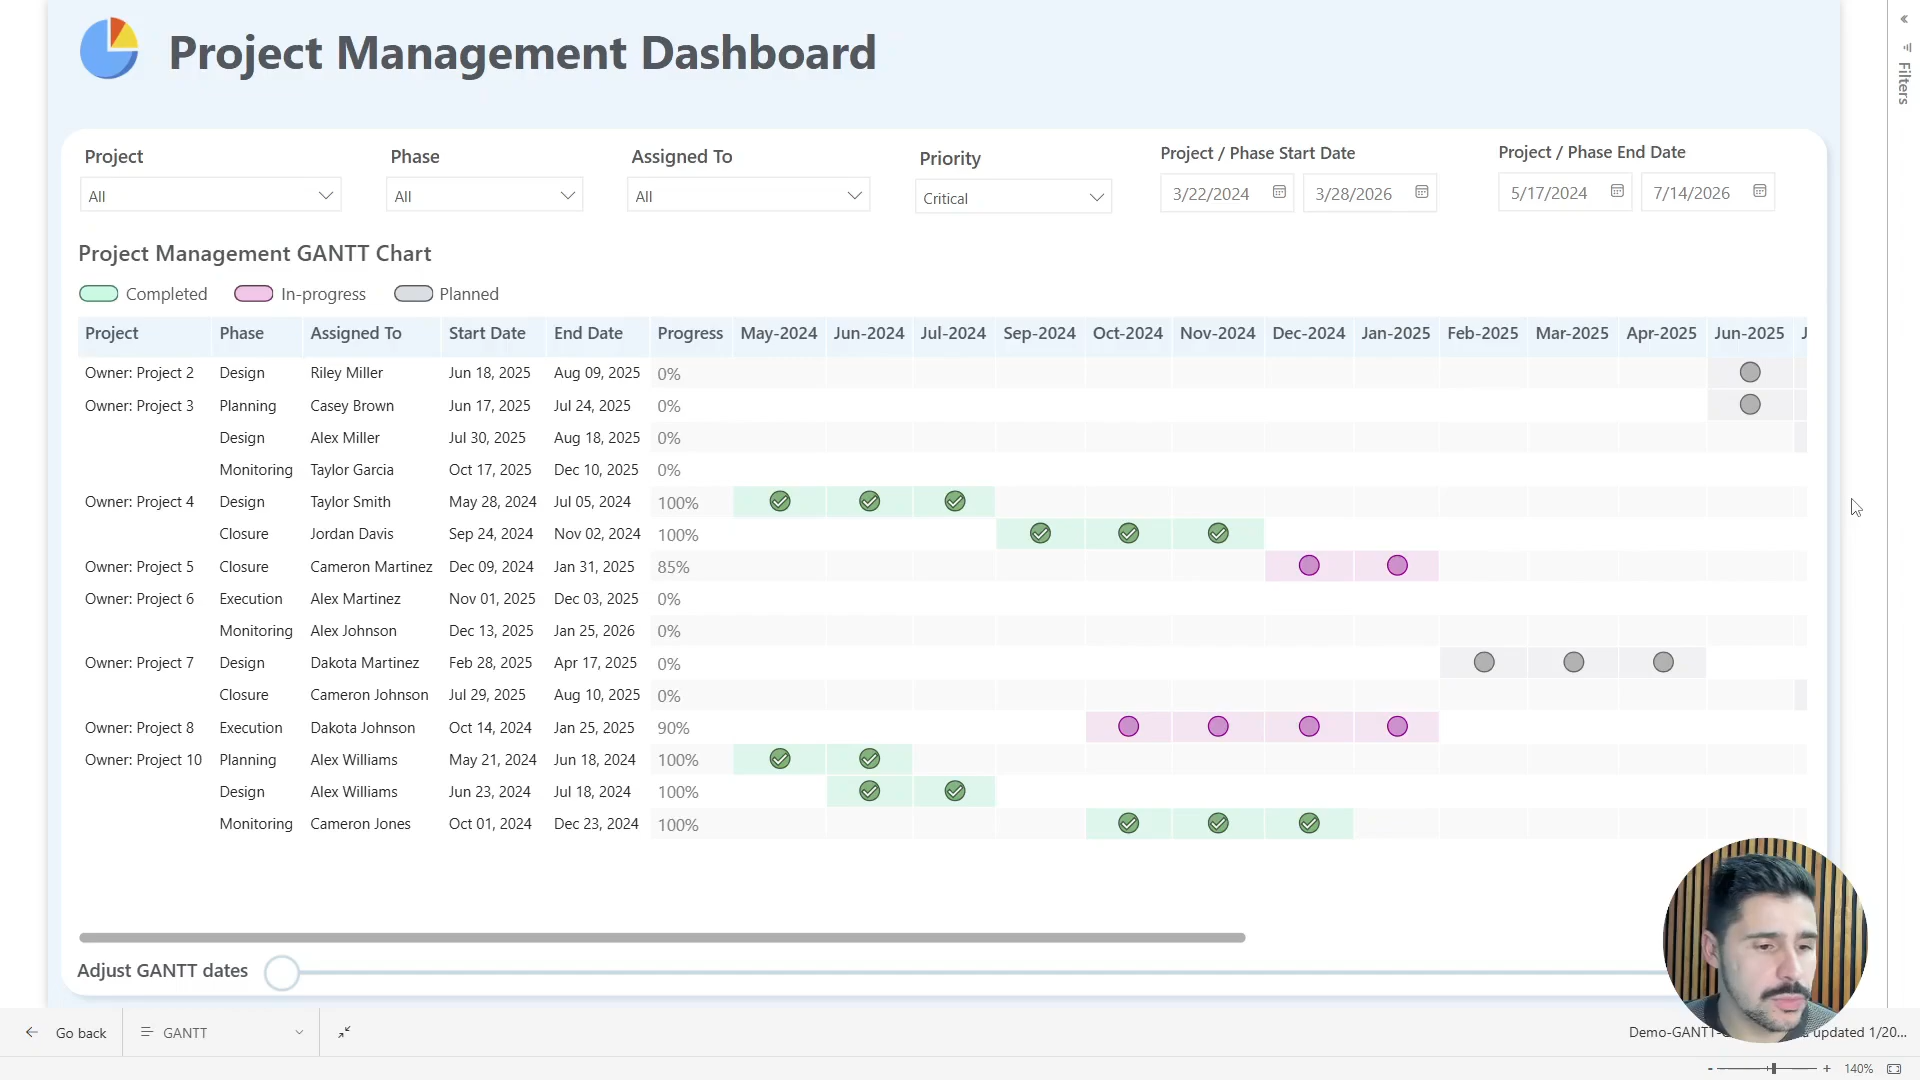 Project Management Dashboard
Filters
Project Phase Assigned To Priority Project / Phase Start Date Project / Phase End Date
All All All Critical 3/22/2024 3/28/2026 5/17/2024 7/14/2026
Project Management GANTT Chart
Completed In-progress Planned
Project Phase Assigned To Start Date End Date Progress May-2024 Jun-2024 Jul-2024 Sep-2024 Oct-2024 Nov-2024 Dec-2024 Jan-2025 Feb-2025 Mar-2025 Apr-2025 Jun-2025 J
Owner: Project 2 Design Riley Miller Jun 18, 2025 Aug 09, 2025 0%
Owner: Project 3 Planning Casey Brown Jun 17, 2025 Jul 24, 2025 0%
Design Alex Miller Jul 30, 2025 Aug 18, 2025 0%
Monitoring Taylor Garcia Oct 17, 2025 Dec 10, 2025 0%
Owner: Project 4 Design Taylor Smith May 28, 2024 Jul 05, 2024 100%
Closure Jordan Davis Sep 24, 2024 Nov 02, 2024 100%
Owner: Project 5 Closure Cameron Martinez Dec 09, 2024 Jan 31, 2025 85%
Owner: Project 6 Execution Alex Martinez Nov 01, 2025 Dec 03, 2025 0%
Monitoring Alex Johnson Dec 13, 2025 Jan 25, 2026 0%
Owner: Project 7 Design Dakota Martinez Feb 28, 2025 Apr 17, 2025 0%
Closure Cameron Johnson Jul 29, 2025 Aug 10, 2025 0%
Owner: Project 8 Execution Dakota Johnson Oct 14, 2024 Jan 25, 2025 90%
Owner: Project 10 Planning Alex Williams May 21, 2024 Jun 18, 2024 100%
Design Alex Williams Jun 23, 2024 Jul 18, 2024 100%
Monitoring Cameron Jones Oct 01, 2024 Dec 23, 2024 100%
Adjust GANTT dates
Go back GANTT Demo-GANTT- updated 1/20...
140%